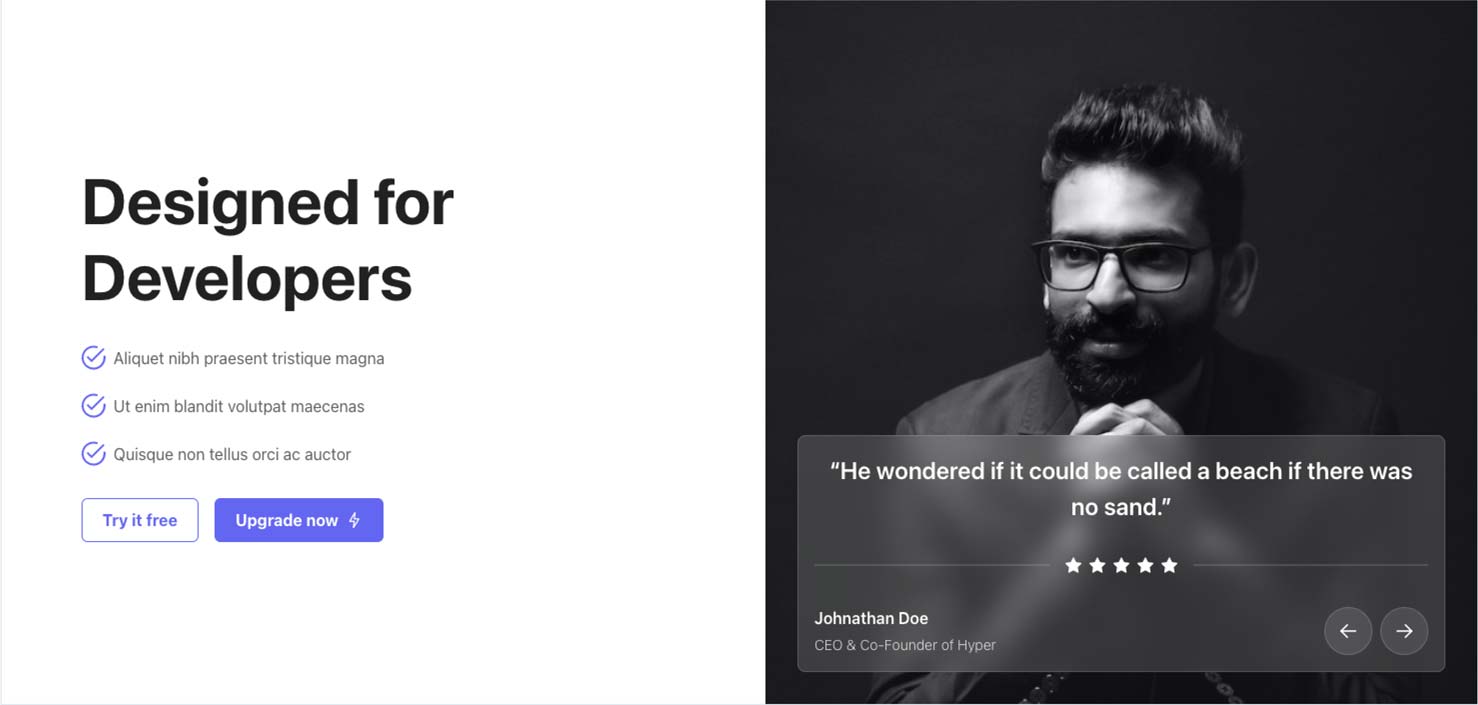 Designed for
Developers
Aliquet nibh praesent tristique magna
Ut enim blandit volutpat maecenas
Quisque non tellus orci ac auctor
Try it free
Upgrade now
“He wondered if it could be called a beach if there was
no sand.”
Johnathan Doe
CEO & Co-Founder of Hyper